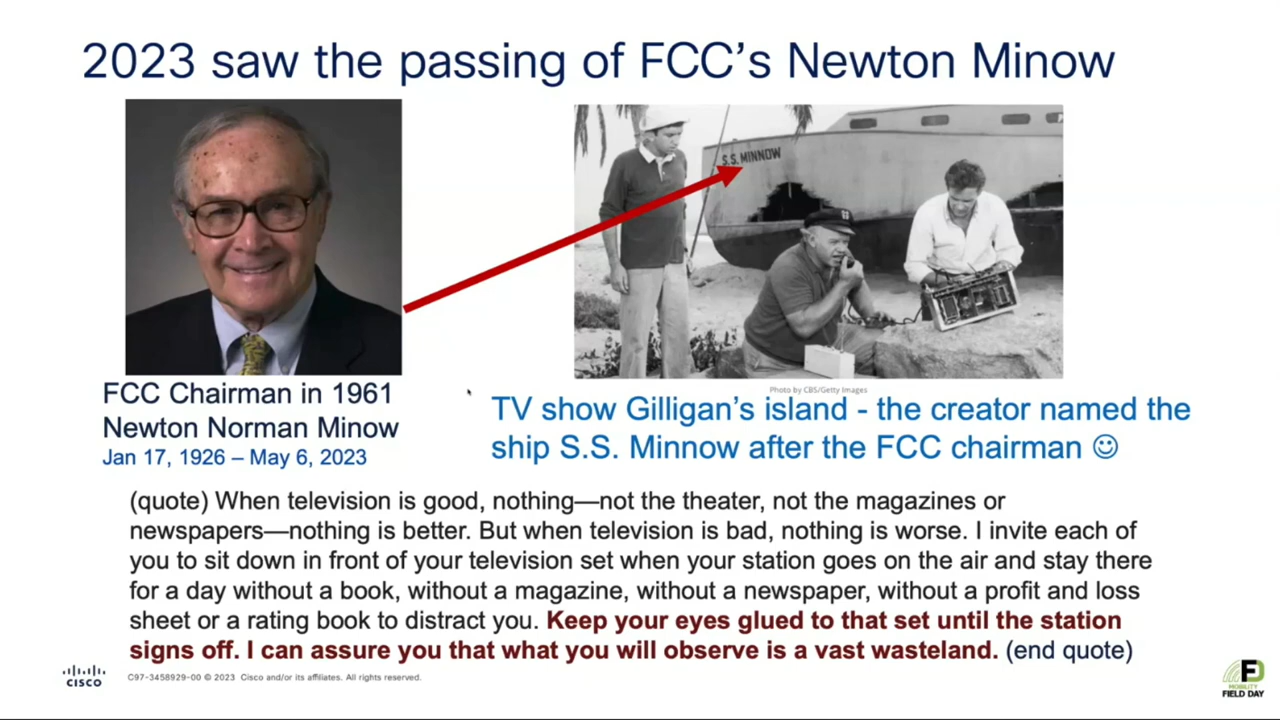 2023 saw the passing of FCC's Newton Minow
S.S. MINNOW
Photo by CBS/Getty Images
FCC Chairman in 1961
Newton Norman Minow
Jan 17, 1926 – May 6, 2023
TV show Gilligan's island - the creator named the
ship S.S. Minnow after the FCC chairman ☺
(quote) When television is good, nothing—not the theater, not the magazines or
newspapers—nothing is better. But when television is bad, nothing is worse. I invite each of
you to sit down in front of your television set when your station goes on the air and stay there
for a day without a book, without a magazine, without a newspaper, without a profit and loss
sheet or a rating book to distract you. Keep your eyes glued to that set until the station
signs off. I can assure you that what you will observe is a vast wasteland. (end quote)
CISCO
C97-3458929-00 © 2023 Cisco and/or its affiliates. All rights reserved.
FD
MOBILITY
FIELD DAY